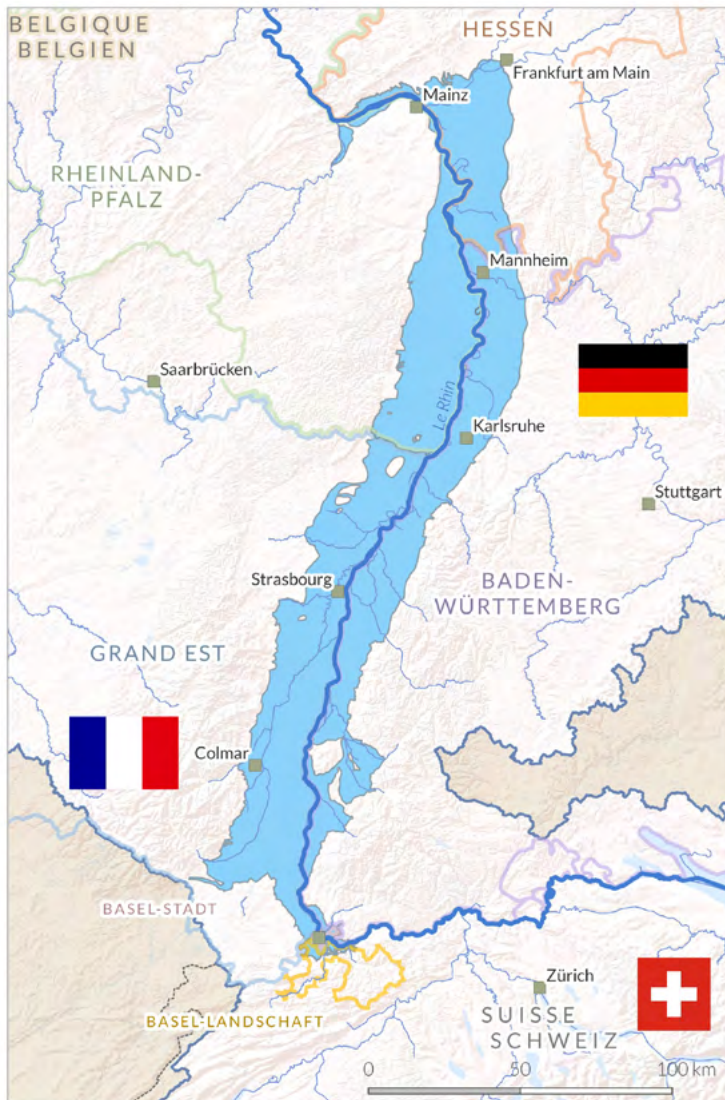 BELGIQUE
BELGIEN
HESSEN
Frankfurt am Main
Mainz
RHEINLAND-
PFALZ
Mannheim
Saarbrücken
Le Rhin
Karlsruhe
Stuttgart
Strasbourg
BADEN-
WÜRTTEMBERG
GRAND EST
Colmar
BASEL-STADT
Zürich
BASEL-LANDSCHAFT
SUISSE
SCHWEIZ
0 50 100 km